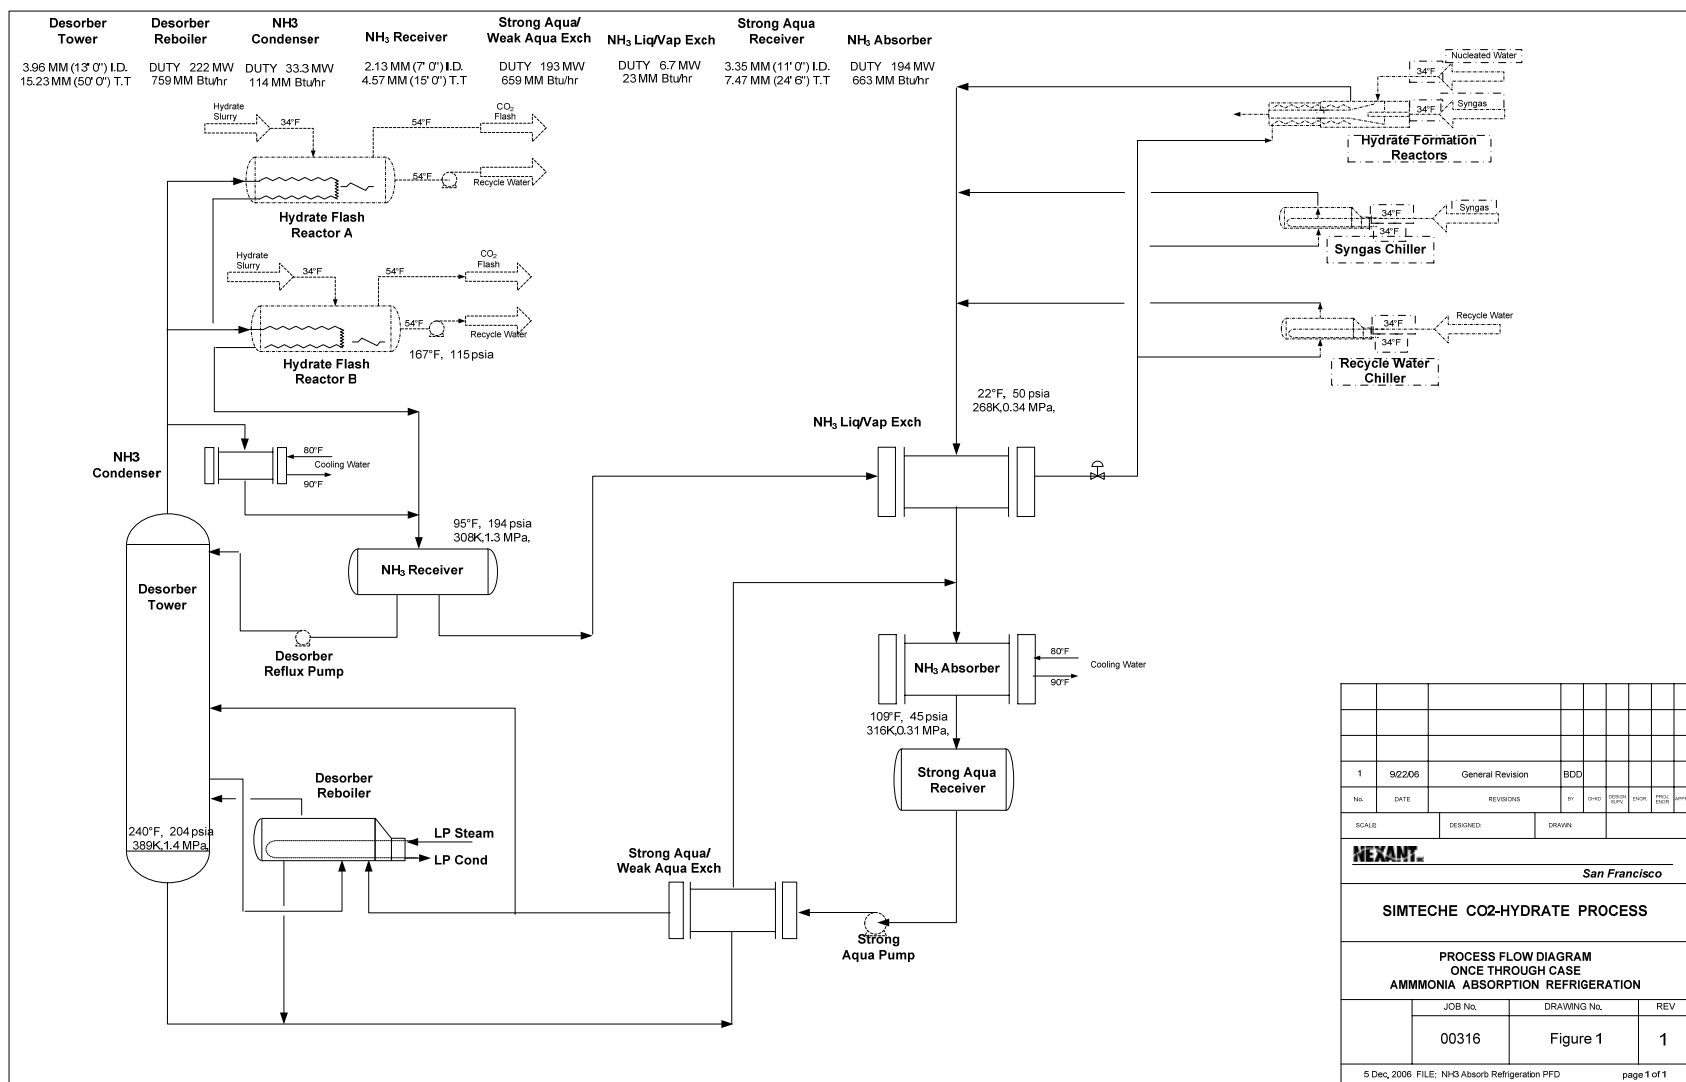 Desorber
Tower
3.96 MM (13' 0") I.D.
15.23 MM (50' 0") T.T
Desorber
Reboiler
DUTY 222 MW
759 MM Btu/hr
NH3
Condenser
DUTY 33.3 MW
114 MM Btu/hr
NH3 Receiver
2.13 MM (7' 0") I.D.
4.57 MM (15' 0") T.T
Strong Aqua/
Weak Aqua Exch
DUTY 193 MW
659 MM Btu/hr
NH3 Liq/Vap Exch
DUTY 6.7 MW
23 MM Btu/hr
Strong Aqua
Receiver
3.35 MM (11' 0") I.D.
7.47 MM (24' 6") T.T
NH3 Absorber
DUTY 194 MW
663 MM Btu/hr
Hydrate
Slurry
34°F
54°F
CO2
Flash
54°F
Recycle Water
Hydrate Flash
Reactor A
Hydrate
Slurry
34°F
54°F
CO2
Flash
54°F
Recycle Water
167°F, 115 psia
Hydrate Flash
Reactor B
Nucleated Water
34°F
34°F
Syngas
Hydrate Formation
Reactors
34°F
Syngas
34°F
Syngas Chiller
34°F
Recycle Water
34°F
Recycle Water
Chiller
22°F, 50 psia
268K,0.34 MPa,
NH3 Liq/Vap Exch
NH3
Condenser
80°F
Cooling Water
90°F
95°F, 194 psia
308K,1.3 MPa,
NH3 Receiver
Desorber
Tower
Desorber
Reflux Pump
NH3 Absorber
80°F
Cooling Water
90°F
109°F, 45 psia
316K,0.31 MPa,
Strong Aqua
Receiver
Desorber
Reboiler
240°F, 204 psia
389K,1.4 MPa,
LP Steam
LP Cond
Strong Aqua/
Weak Aqua Exch
Strong
Aqua Pump
1 9/22/06 General Revision BDD
No. DATE REVISIONS BY CHKD DESIGN SUPV. ENGR. PROJ. ENGR. APPR
SCALE DESIGNED: DRAWN:
NEXANT
San Francisco
SIMTECHE CO2-HYDRATE PROCESS
PROCESS FLOW DIAGRAM
ONCE THROUGH CASE
AMMMONIA ABSORPTION REFRIGERATION
JOB No. DRAWING No. REV
00316 Figure 1 1
5 Dec, 2006 FILE: NH3 Absorb Refrigeration PFD page 1 of 1